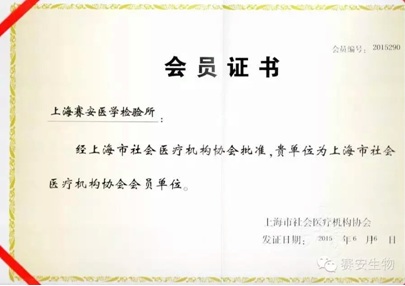 会员编号：2015290
会员证书
上海赛安医学检验所：
经上海市社会医疗机构协会批准，贵单位为上海市社会
医疗机构协会会员单位。
上海市社会医疗机构协会
发证日期：2015 年6 月6 日
赛安生物